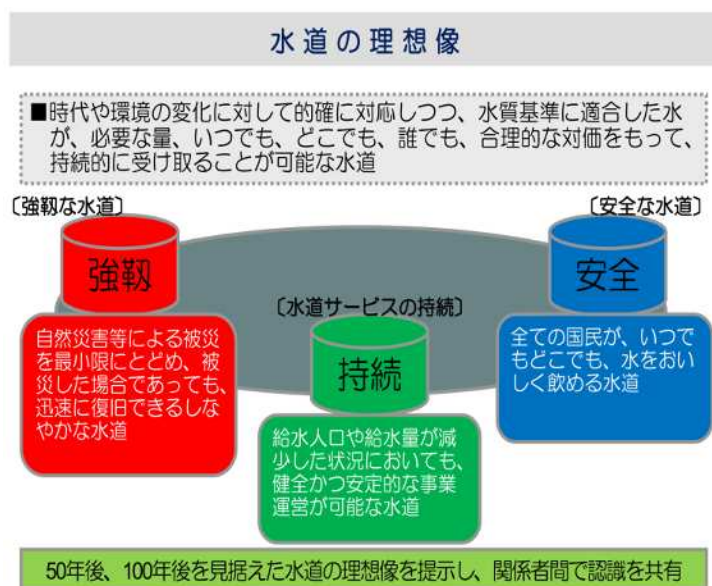 水道の理想像
■時代や環境の変化に対して的確に対応しつつ、水質基準に適合した水
が、必要な量、いつでも、どこでも、誰でも、合理的な対価をもって、
持続的に受け取ることが可能な水道
〔強靱な水道〕
〔安全な水道〕
強靱
安全
〔水道サービスの持続〕
持続
自然災害等による被災
を最小限にとどめ、被
災した場合であっても、
迅速に復旧できるしな
やかな水道
全ての国民が、いつで
もどこでも、水をおい
しく飲める水道
給水人口や給水量が減
少した状況においても、
健全かつ安定的な事業
運営が可能な水道
50年後、100年後を見据えた水道の理想像を提示し、関係者間で認識を共有